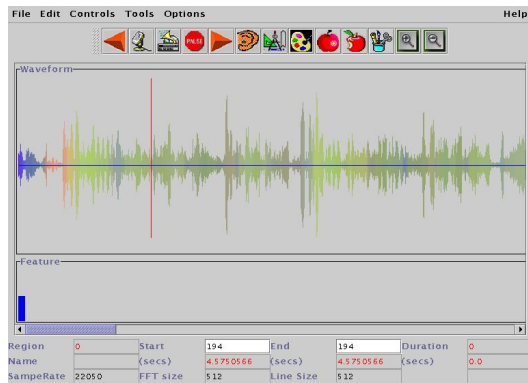 File Edit Controls Tools Options Help
PAUSE
Waveform
Feature
Region 0 Start 194 End 194 Duration 0
Name (secs) 4.5750566 (secs) 4.5750566 (secs) 0.0
SampeRate 22050 FFT size 512 Line Size 512